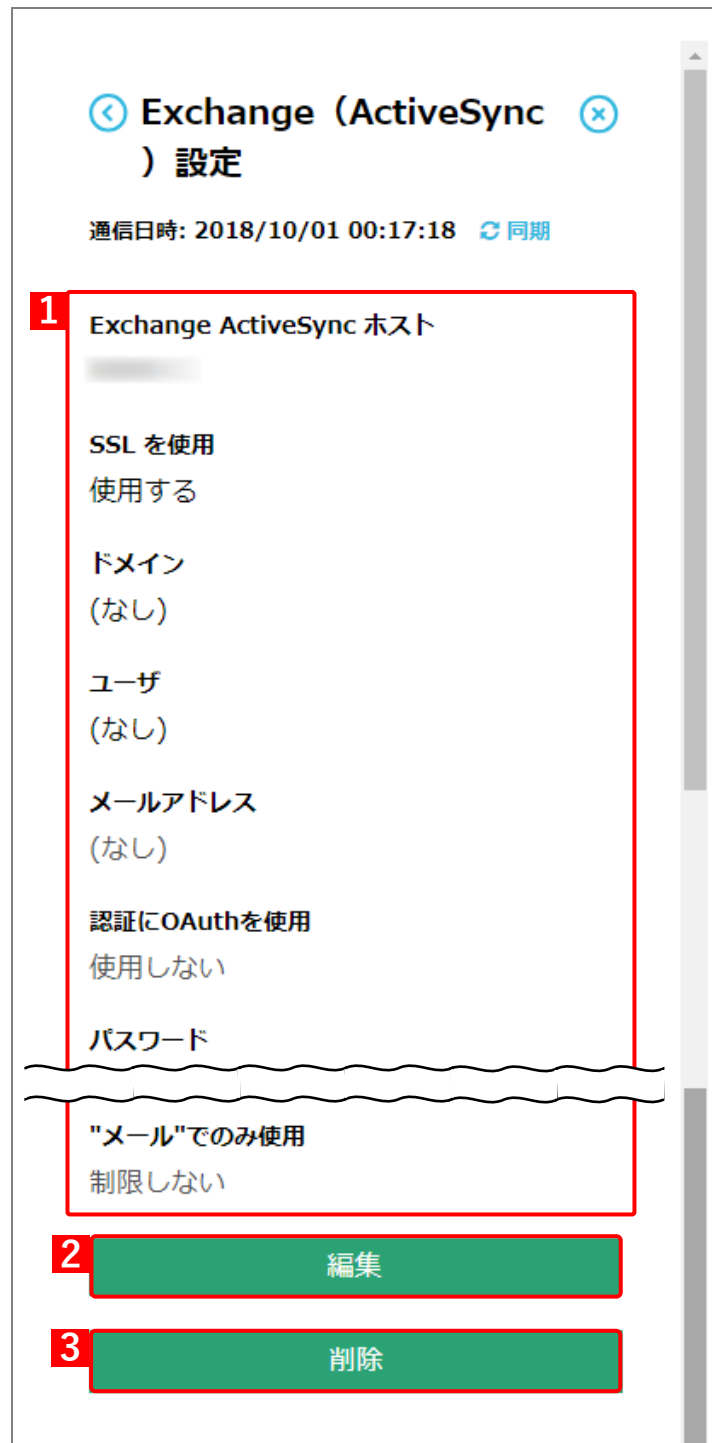 Exchange（ActiveSync
）設定
通信日時: 2018/10/01 00:17:18 同期
1
Exchange ActiveSync ホスト
SSL を使用
使用する
ドメイン
(なし)
ユーザ
(なし)
メールアドレス
(なし)
認証にOAuthを使用
使用しない
パスワード
"メール"でのみ使用
制限しない
2
編集
3
削除